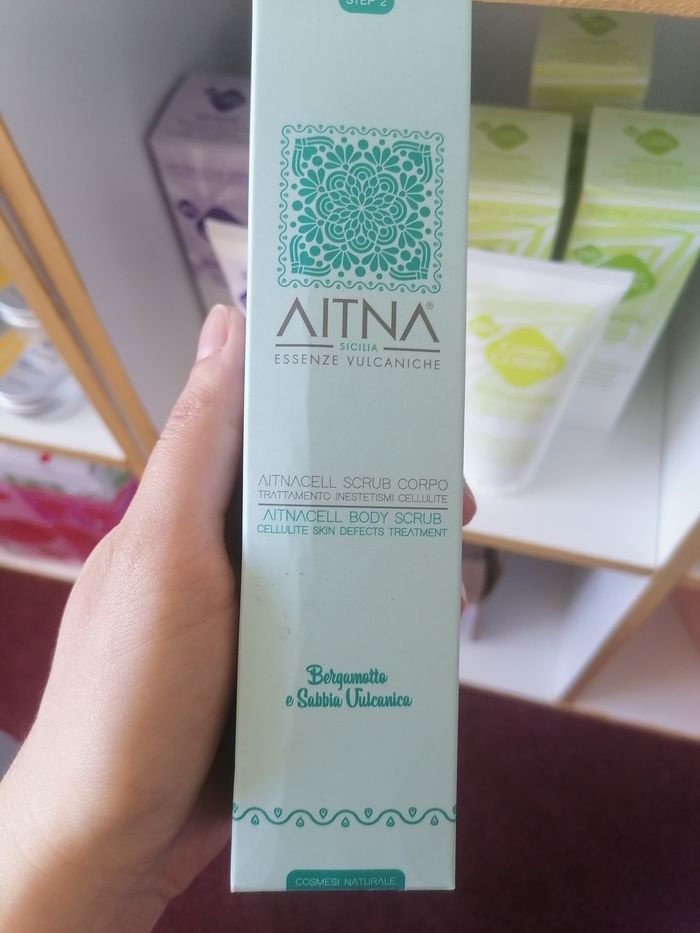 STEP 2
AITNA®
SICILIA
ESSENZE VULCANICHE
AITNACELL SCRUB CORPO
TRATTAMENTO INESTETISMI CELLULITE
AITNACELL BODY SCRUB
CELLULITE SKIN DEFECTS TREATMENT
Bergamotto
e Sabbia Vulcanica
COSMESI NATURALE